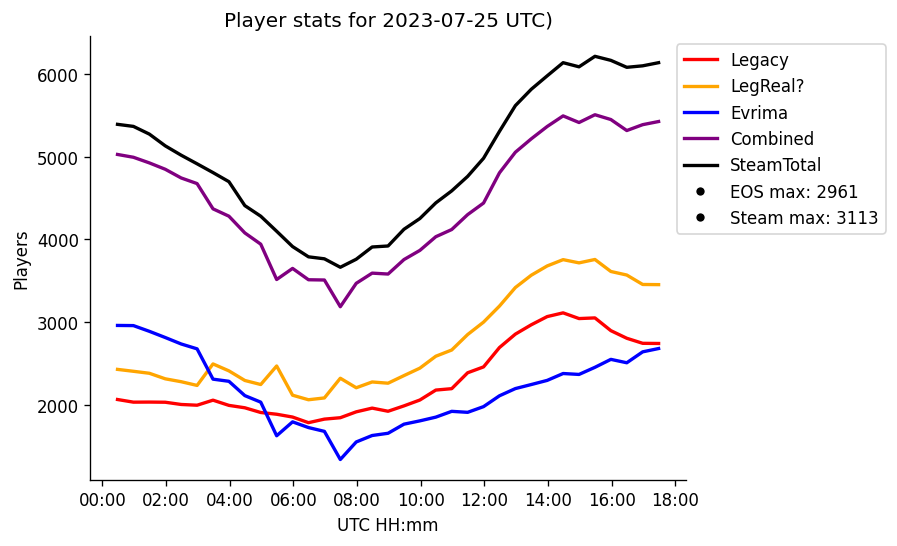 Player stats for 2023-07-25 UTC)
Legacy
LegReal?
Evrima
Combined
SteamTotal
EOS max: 2961
Steam max: 3113
Players
6000
5000
4000
3000
2000
00:00 02:00 04:00 06:00 08:00 10:00 12:00 14:00 16:00 18:00
UTC HH:mm